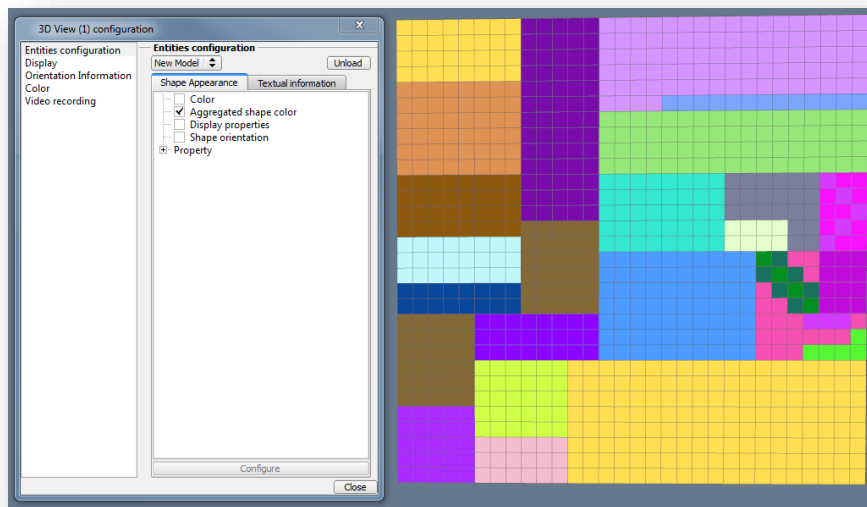 3D View (1) configuration
Entities configuration
Display
Orientation Information
Color
Video recording
Entities configuration
New Model
Unload
Shape Appearance
Textual information
Color
Aggregated shape color
Display properties
Shape orientation
Property
Configure
Close